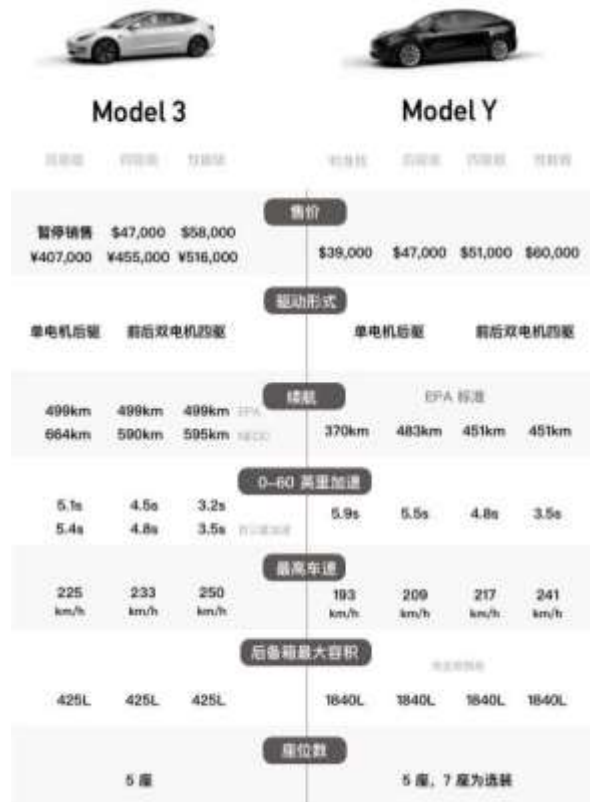 Model 3 Model Y
售价
暂停销售 $47,000 $58,000
¥407,000 ¥455,000 ¥516,000
$39,000 $47,000 $51,000 $60,000
驱动形式
单电机后驱 前后双电机四驱 单电机后驱 前后双电机四驱
续航
EPA 标准
499km 499km 499km EPA
664km 590km 595km NEDC
370km 483km 451km 451km
0-60 英里加速
5.1s 4.5s 3.2s
5.4s 4.8s 3.5s
5.9s 5.5s 4.8s 3.5s
最高车速
225 233 250 193 209 217 241
km/h km/h km/h km/h km/h km/h km/h
后备箱最大容积
425L 425L 425L 1840L 1840L 1840L 1840L
座位数
5 座 5 座，7 座为选装